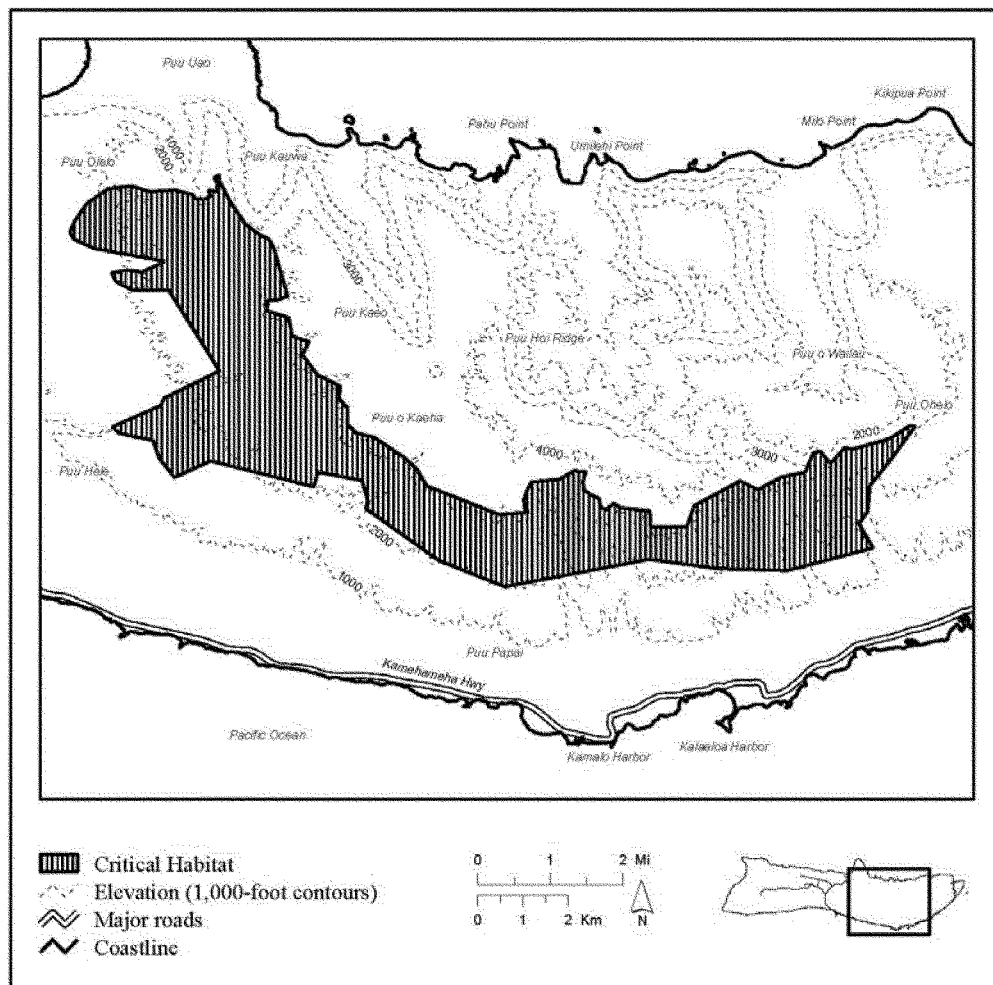 Puu Uao
Kikipua Point
Pahu Point
Milo Point
Umilehi Point
1000
2000
Puu Olelo
Puu Kauwa
3000
Puu Kaeo
Puu Hoi Ridge
Puu o Wailau
Puu Ohelo
Puu o Kaeha
2000
3000
4000
Puu Hele
2000
1000
Puu Papai
Kamehameha Hwy
Pacific Ocean
Kamalo Harbor
Kalaeloa Harbor
Critical Habitat
Elevation (1,000-foot contours)
Major roads
Coastline
0 1 2 Mi
0 1 2 Km
N